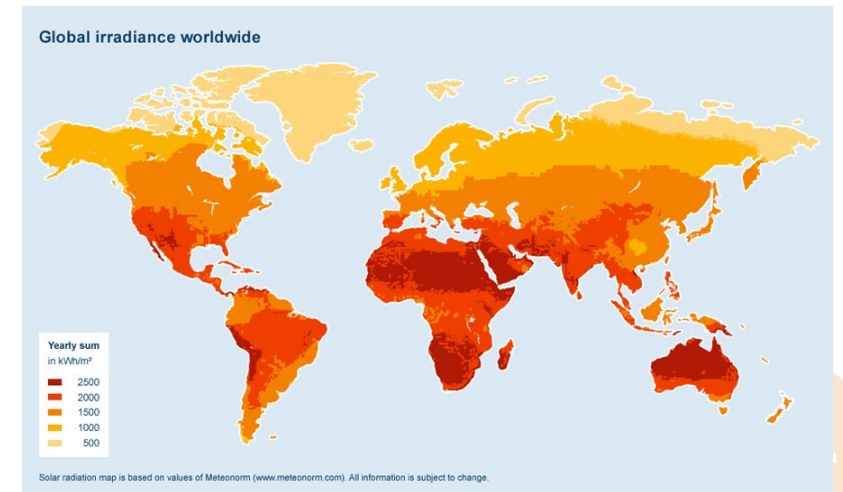 Global irradiance worldwide
Yearly sum
in kWh/m²
2500
2000
1500
1000
500
Solar radiation map is based on values of Meteonorm (www.meteonorm.com). All information is subject to change.